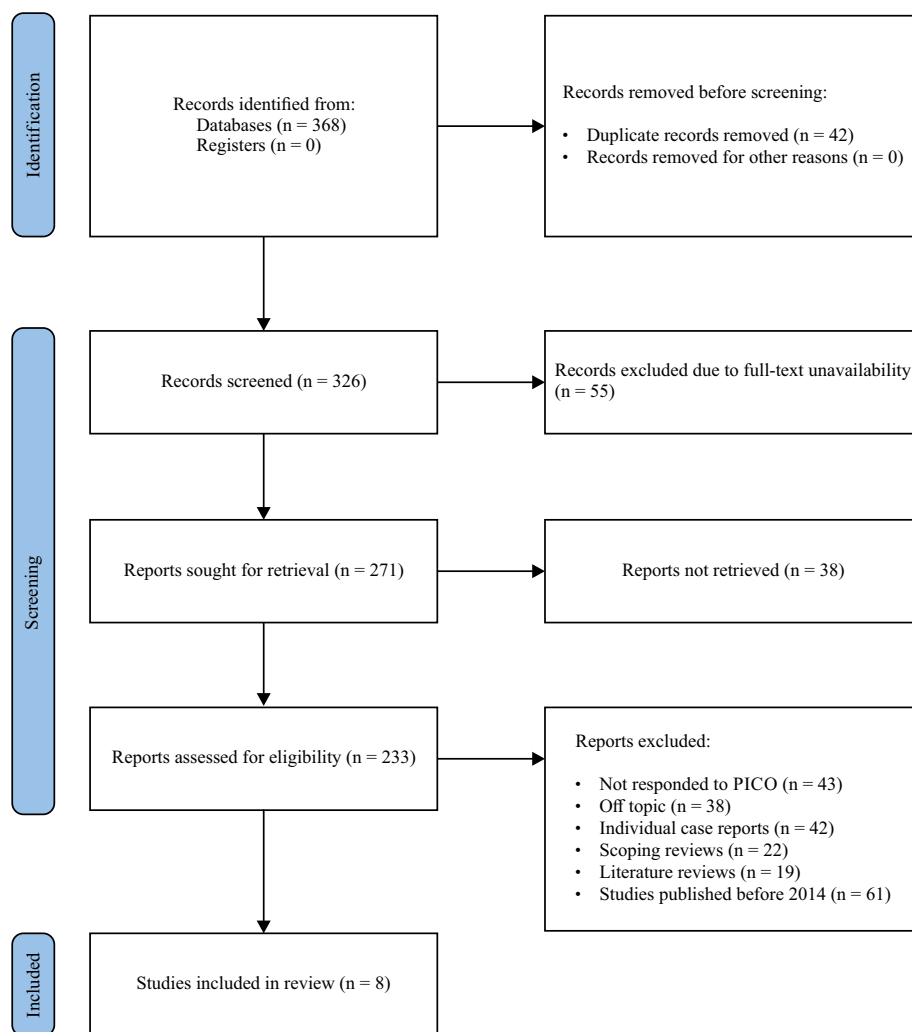 Identification
Records identified from:
Databases (n = 368)
Registers (n = 0)
Records removed before screening:
• Duplicate records removed (n = 42)
• Records removed for other reasons (n = 0)
Screening
Records screened (n = 326)
Records excluded due to full-text unavailability
(n = 55)
Reports sought for retrieval (n = 271)
Reports not retrieved (n = 38)
Reports assessed for eligibility (n = 233)
Reports excluded:
• Not responded to PICO (n = 43)
• Off topic (n = 38)
• Individual case reports (n = 42)
• Scoping reviews (n = 22)
• Literature reviews (n = 19)
• Studies published before 2014 (n = 61)
Included
Studies included in review (n = 8)